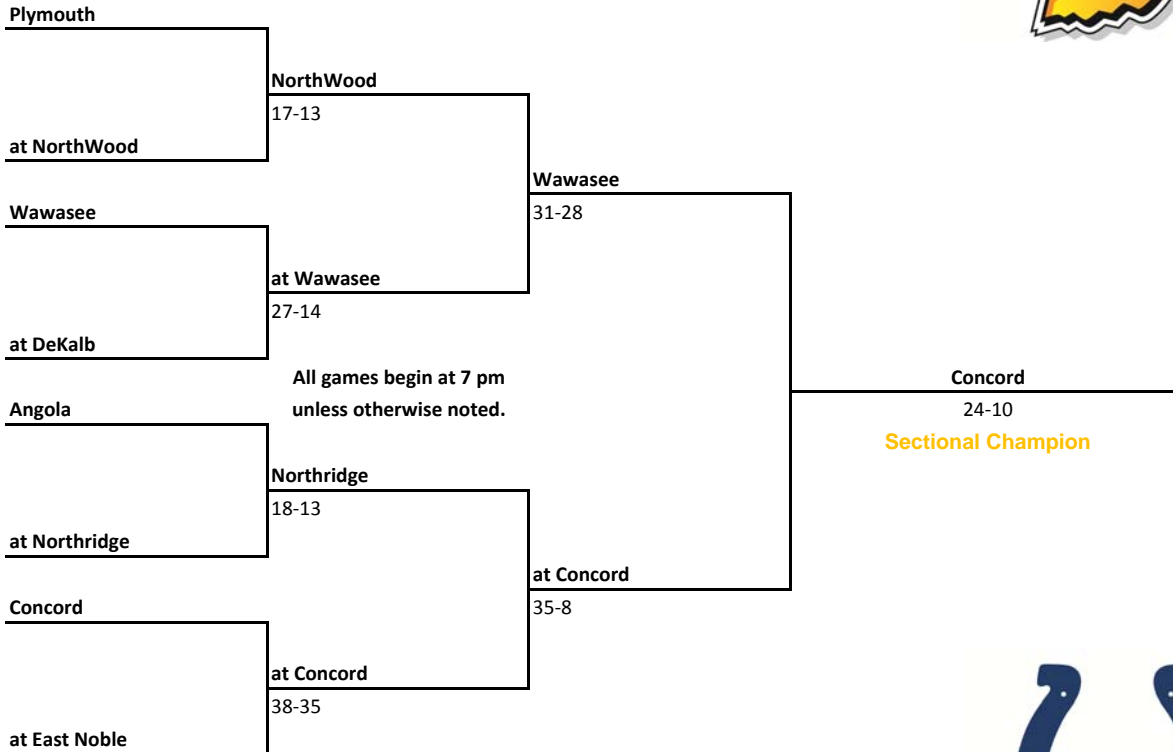 Plymouth
NorthWood
17-13
at NorthWood
Wawasee
31-28
Wawasee
at Wawasee
27-14
at DeKalb
All games begin at 7 pm
unless otherwise noted.
Concord
24-10
Sectional Champion
Angola
Northridge
18-13
at Northridge
at Concord
35-8
Concord
at Concord
38-35
at East Noble